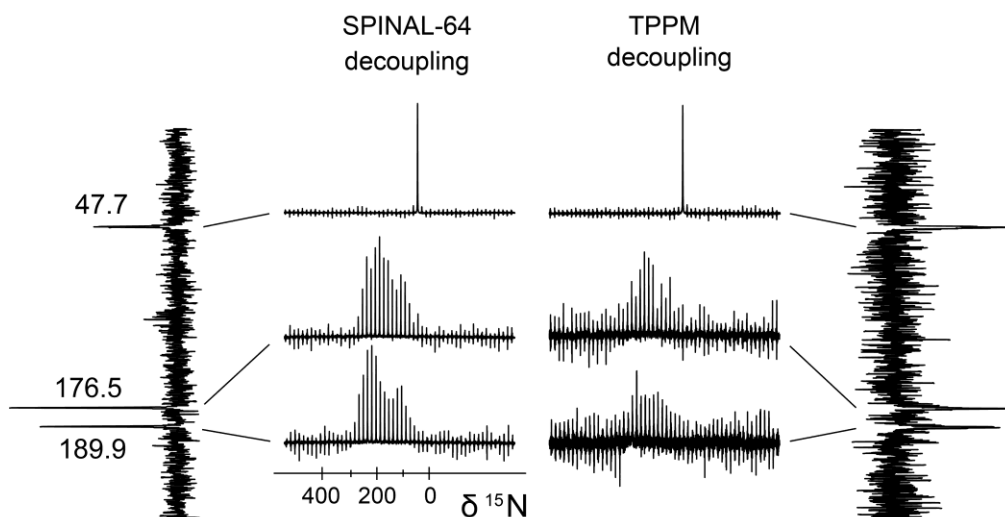 SPINAL-64
decoupling
TPPM
decoupling
47.7
176.5
189.9
400 200 0
δ ¹⁵N